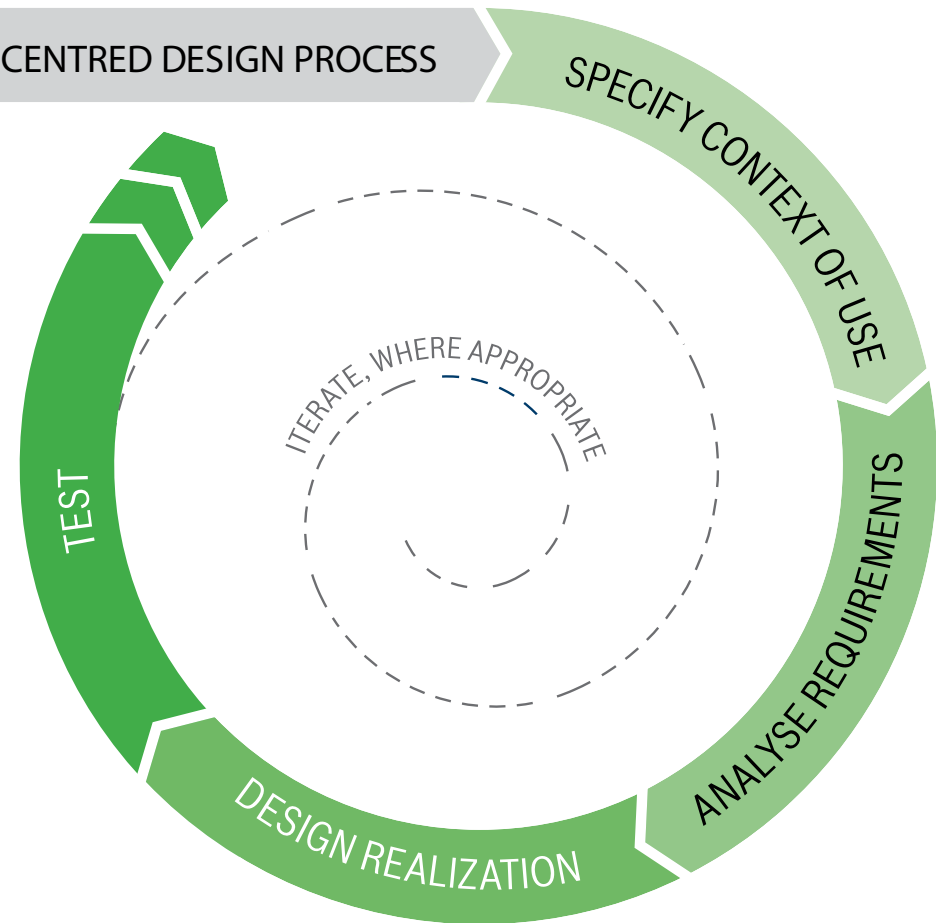 CENTRED DESIGN PROCESS
SPECIFY CONTEXT OF USE
ANALYSE REQUIREMENTS
DESIGN REALIZATION
TEST
ITERATE, WHERE APPROPRIATE